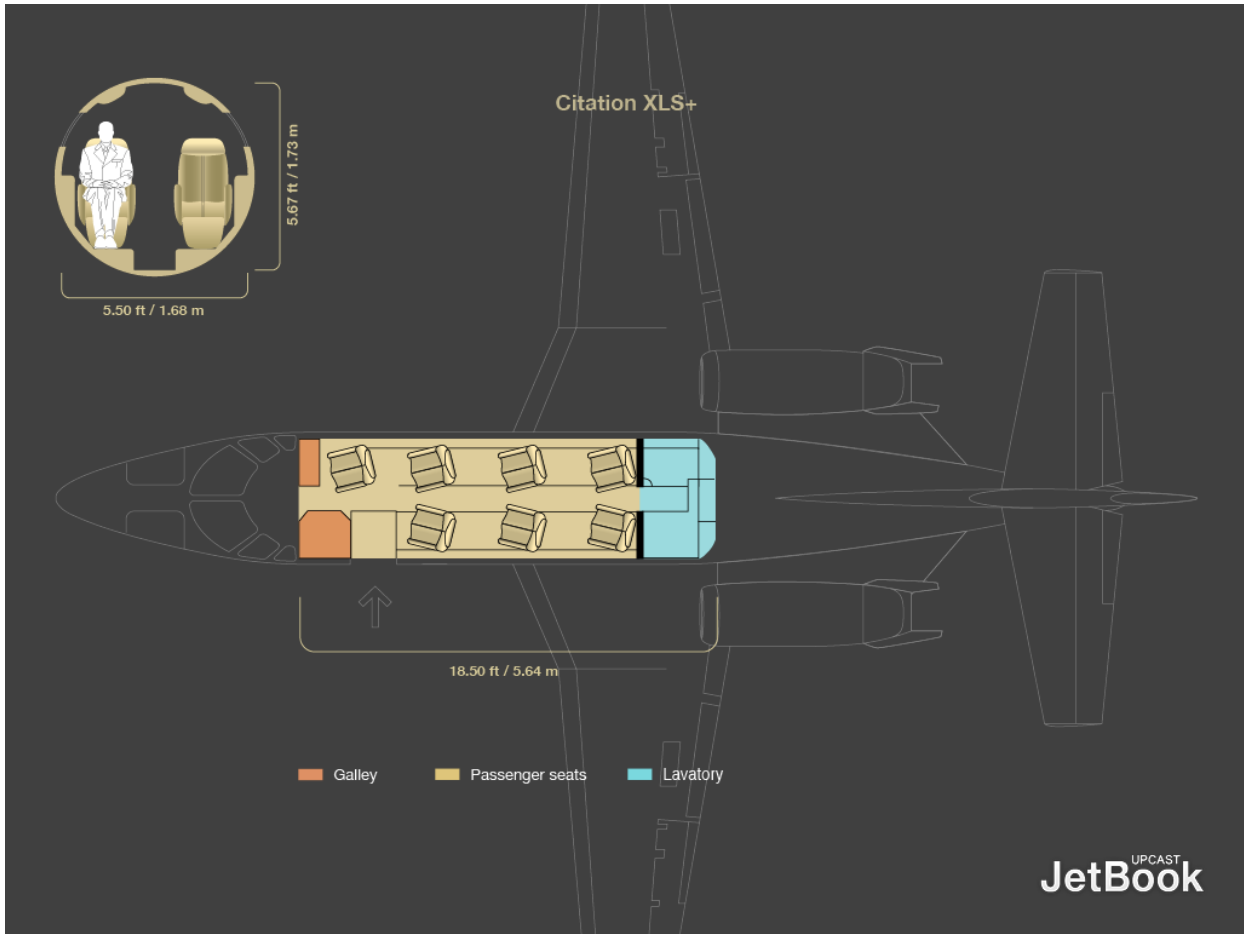 Citation XLS+
5.67 ft / 1.73 m
5.50 ft / 1.68 m
18.50 ft / 5.64 m
Galley
Passenger seats
Lavatory
UPCAST
JetBook